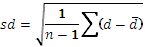 sd = √(1/(n − 1) ∑(d − d̄)